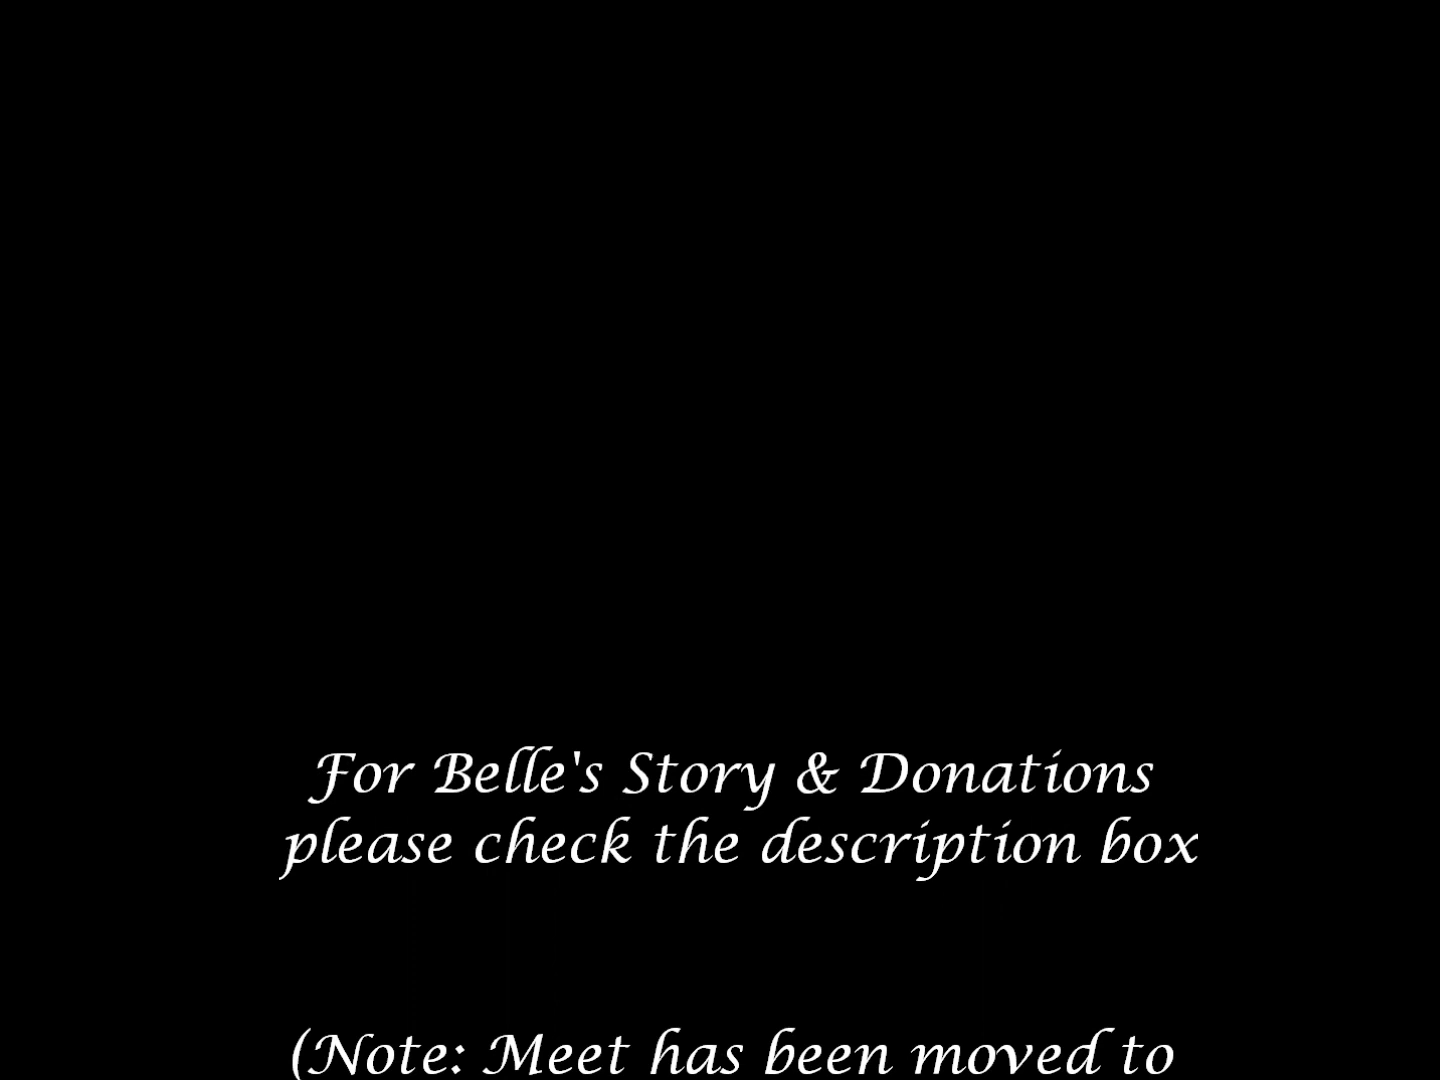 For Belle's Story & Donations
please check the description box
(Note: Meet has been moved to